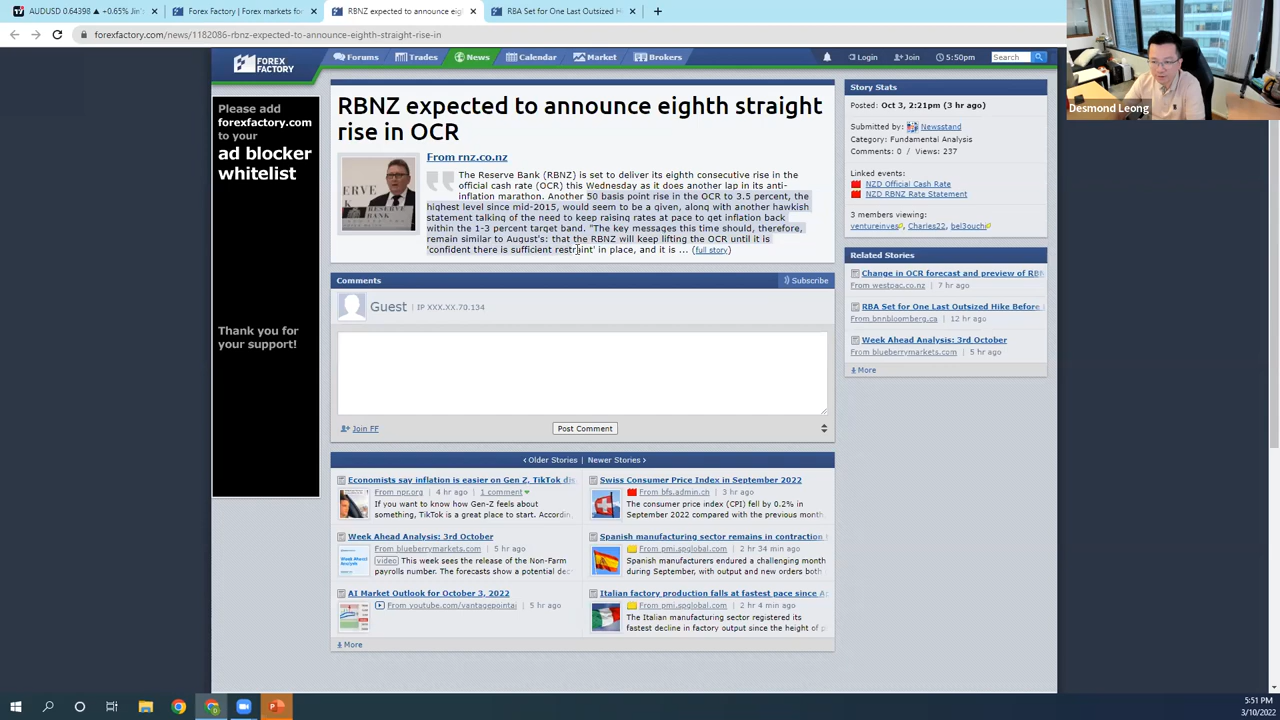 AUDUSD 0.64398 ▲ +0.65% Jin's
Forex Factory | Forex markets fo
RBNZ expected to announce eigh
RBA Set for One Last Outsized H
forexfactory.com/news/1182086-rbnz-expected-to-announce-eighth-straight-rise-in
FOREX FACTORY
Forums
Trades
News
Calendar
Market
Brokers
Login
Join
5:50pm
Search
Desmond Leong
Please add
forexfactory.com
to your
ad blocker
whitelist
Thank you for
your support!
RBNZ expected to announce eighth straight
rise in OCR
From rnz.co.nz
The Reserve Bank (RBNZ) is set to deliver its eighth consecutive rise in the
official cash rate (OCR) this Wednesday as it does another lap in its anti-
inflation marathon. Another 50 basis point rise in the OCR to 3.5 percent, the
highest level since mid-2015, would seem to be a given, along with another hawkish
statement talking of the need to keep raising rates at pace to get inflation back
within the 1-3 percent target band. "The key messages this time should, therefore,
remain similar to August's: that the RBNZ will keep lifting the OCR until it is
'confident there is sufficient restraint' in place, and it is ... (full story)
Comments
Subscribe
Guest | IP XXX.XX.70.134
Join FF
Post Comment
‹ Older Stories | Newer Stories ›
Economists say inflation is easier on Gen Z, TikTok dis
From npr.org | 4 hr ago | 1 comment
If you want to know how Gen-Z feels about
something, TikTok is a great place to start. Accordin
Week Ahead Analysis: 3rd October
From blueberrymarkets.com | 5 hr ago
video This week sees the release of the Non-Farm
payrolls number. The forecasts show a potential dec
AI Market Outlook for October 3, 2022
From youtube.com/vantagepointai | 5 hr ago
More
Swiss Consumer Price Index in September 2022
From bfs.admin.ch | 3 hr ago
The consumer price index (CPI) fell by 0.2% in
September 2022 compared with the previous month
Spanish manufacturing sector remains in contraction
From pmi.spglobal.com | 2 hr 34 min ago
Spanish manufacturers endured a challenging month
during September, with output and new orders both
Italian factory production falls at fastest pace since Ap
From pmi.spglobal.com | 2 hr 4 min ago
The Italian manufacturing sector registered its
fastest decline in factory output since the height of p
Story Stats
Posted: Oct 3, 2:21pm (3 hr ago)
Submitted by: Newsstand
Category: Fundamental Analysis
Comments: 0 / Views: 237
Linked events:
NZD Official Cash Rate
NZD RBNZ Rate Statement
3 members viewing:
ventureinves, Charles22, bel3ouchi
Related Stories
Change in OCR forecast and preview of RBN
From westpac.co.nz | 7 hr ago
RBA Set for One Last Outsized Hike Before
From bnnbloomberg.ca | 12 hr ago
Week Ahead Analysis: 3rd October
From blueberrymarkets.com | 5 hr ago
More
5:51 PM
3/10/2022